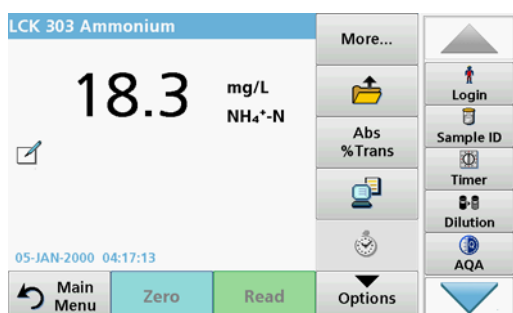 LCK 303 Ammonium
18.3 mg/L
NH₄⁺-N
05-JAN-2000 04:17:13
Main
Menu
Zero
Read
More...
Abs
%Trans
Options
Login
Sample ID
Timer
Dilution
AQA